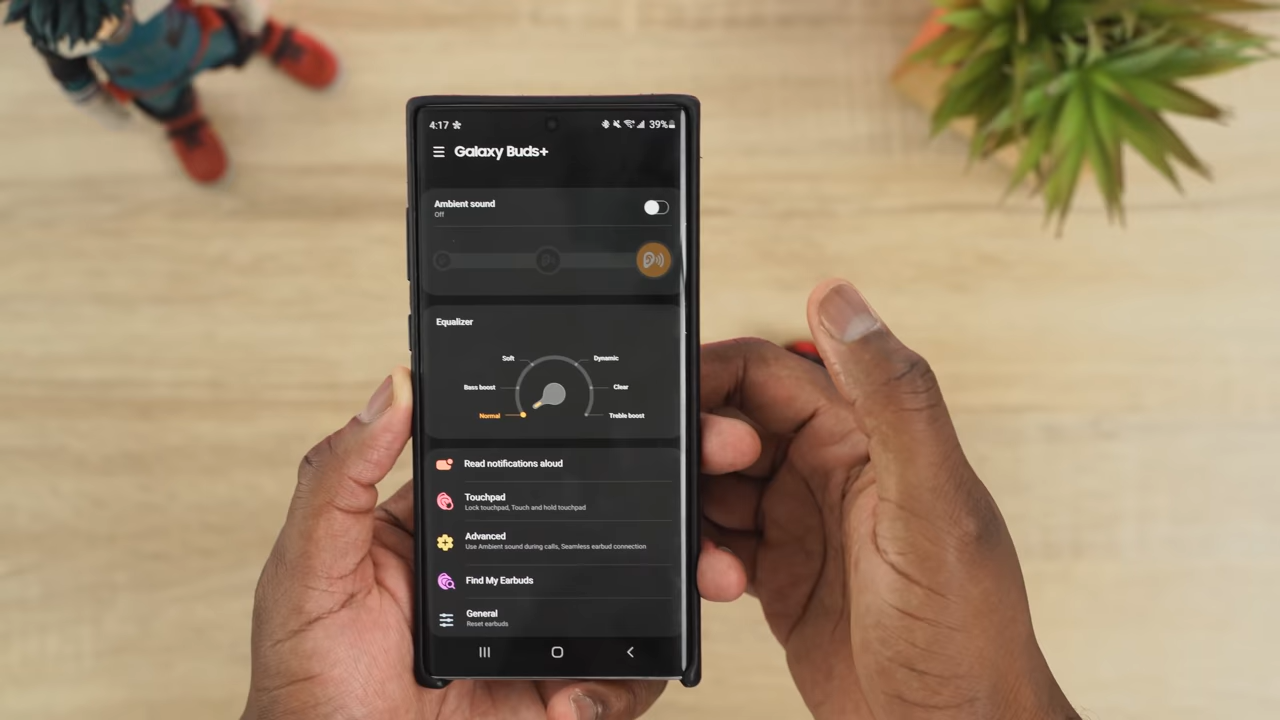 4:17 39%
Galaxy Buds+
Ambient sound
Off
Equalizer
Soft Dynamic
Bass boost Clear
Normal Treble boost
Read notifications aloud
Touchpad
Lock touchpad, Touch and hold touchpad
Advanced
Use Ambient sound during calls, Seamless earbud connection
Find My Earbuds
General
Reset earbuds